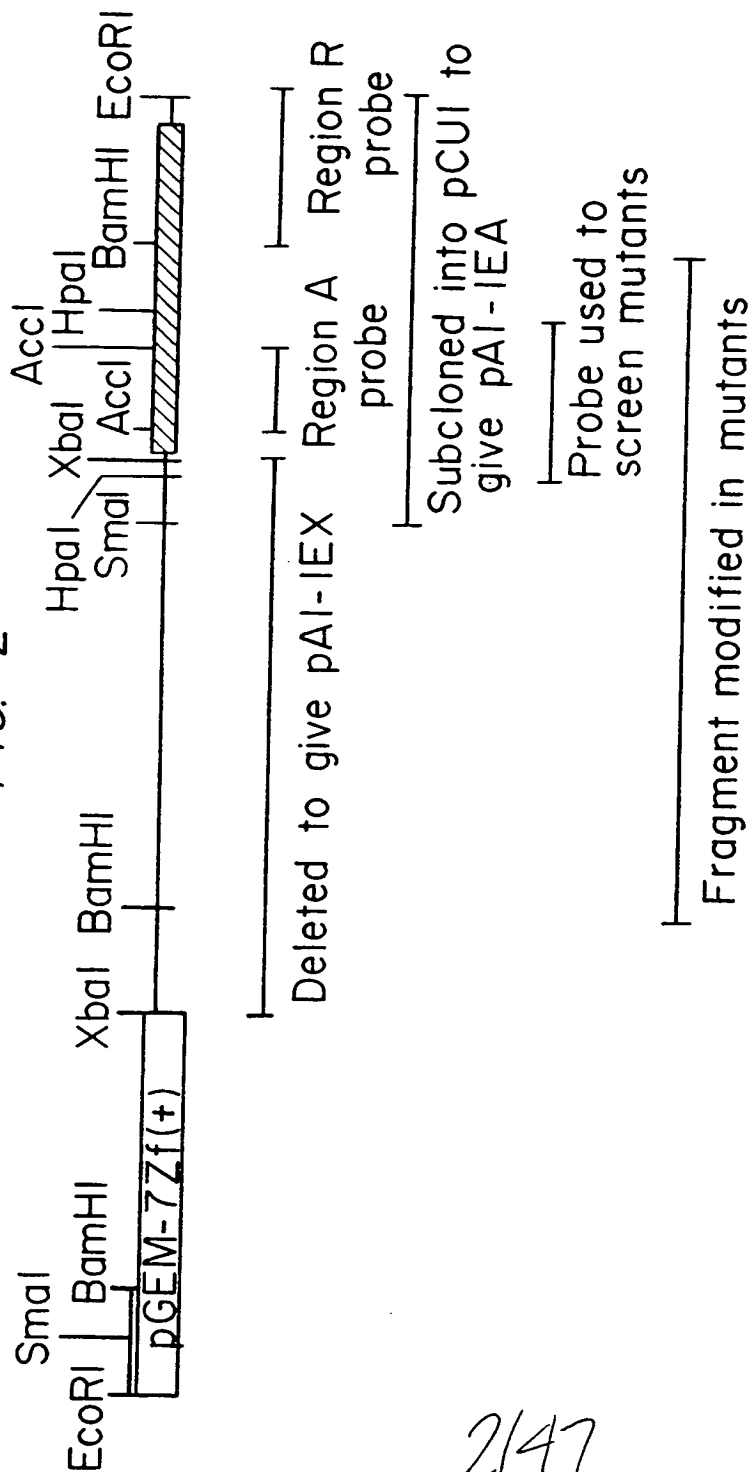 FIG. 2
EcoRI
SmaI
BamHI
pGEM-7Zf(+)
XbaI
BamHI
HpaI
SmaI
XbaI
AccI
AccI
HpaI
BamHI
EcoRI
Deleted to give pAI-IEX
Region A
probe
Region R
probe
Subcloned into pCUI to
give pAI-IEA
Probe used to
screen mutants
Fragment modified in mutants
2/47